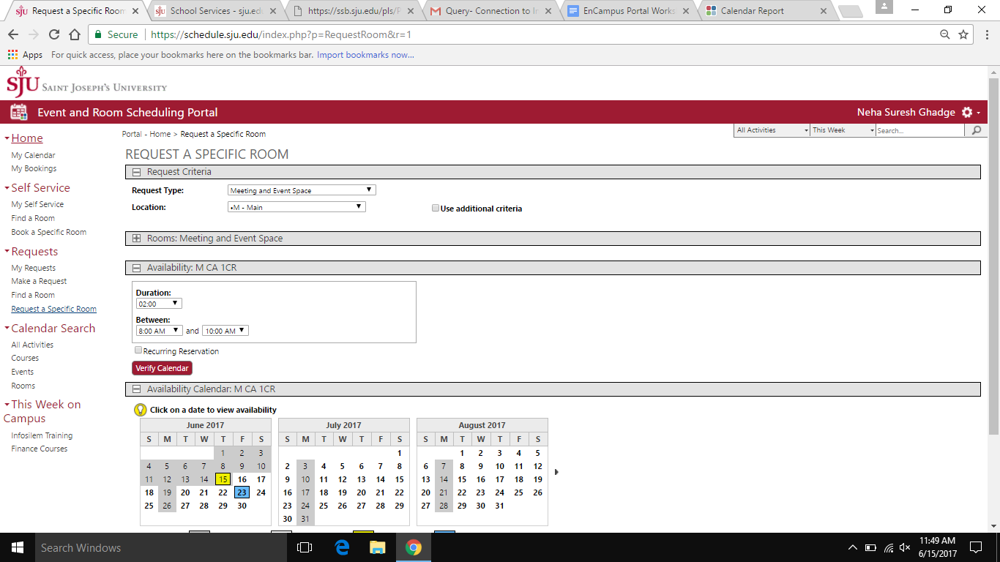 Request a Specific Room
School Services - sju.edu
https://ssb.sju.edu/pls/P
Query- Connection to In
EnCampus Portal Works
Calendar Report
Secure https://schedule.sju.edu/index.php?p=RequestRoom&r=1
Apps For quick access, place your bookmarks here on the bookmarks bar. Import bookmarks now...
SJU SAINT JOSEPH'S UNIVERSITY
Event and Room Scheduling Portal Neha Suresh Ghadge
Home
My Calendar
My Bookings
Self Service
My Self Service
Find a Room
Book a Specific Room
Requests
My Requests
Make a Request
Find a Room
Request a Specific Room
Calendar Search
All Activities
Courses
Events
Rooms
This Week on
Campus
Infosilem Training
Finance Courses
Portal - Home > Request a Specific Room
All Activities This Week Search...
REQUEST A SPECIFIC ROOM
Request Criteria
Request Type: Meeting and Event Space
Location: •M - Main Use additional criteria
Rooms: Meeting and Event Space
Availability: M CA 1CR
Duration:
02:00
Between:
8:00 AM and 10:00 AM
Recurring Reservation
Verify Calendar
Availability Calendar: M CA 1CR
Click on a date to view availability
June 2017
S M T W T F S
1 2 3
4 5 6 7 8 9 10
11 12 13 14 15 16 17
18 19 20 21 22 23 24
25 26 27 28 29 30
July 2017
S M T W T F S
1
2 3 4 5 6 7 8
9 10 11 12 13 14 15
16 17 18 19 20 21 22
23 24 25 26 27 28 29
30 31
August 2017
S M T W T F S
1 2 3 4 5
6 7 8 9 10 11 12
13 14 15 16 17 18 19
20 21 22 23 24 25 26
27 28 29 30 31
Search Windows
11:49 AM
6/15/2017